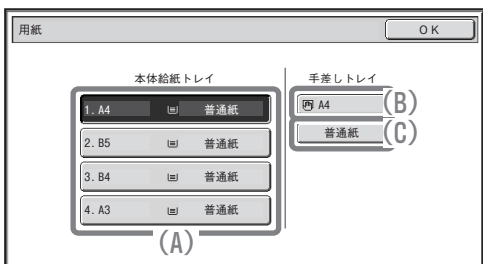 用紙
OK
本体給紙トレイ
手差しトレイ
1. A4 普通紙
2. B5 普通紙
3. B4 普通紙
4. A3 普通紙
(A)
A4
(B)
普通紙
(C)